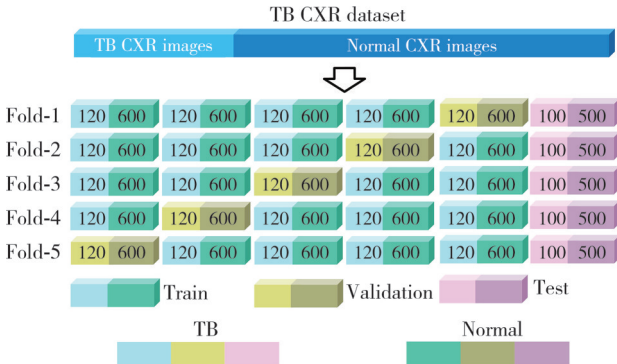 TB CXR dataset
TB CXR images Normal CXR images
Fold-1 120 600 120 600 120 600 120 600 120 600 100 500
Fold-2 120 600 120 600 120 600 120 600 120 600 100 500
Fold-3 120 600 120 600 120 600 120 600 120 600 100 500
Fold-4 120 600 120 600 120 600 120 600 120 600 100 500
Fold-5 120 600 120 600 120 600 120 600 120 600 100 500
Train Validation Test
TB Normal